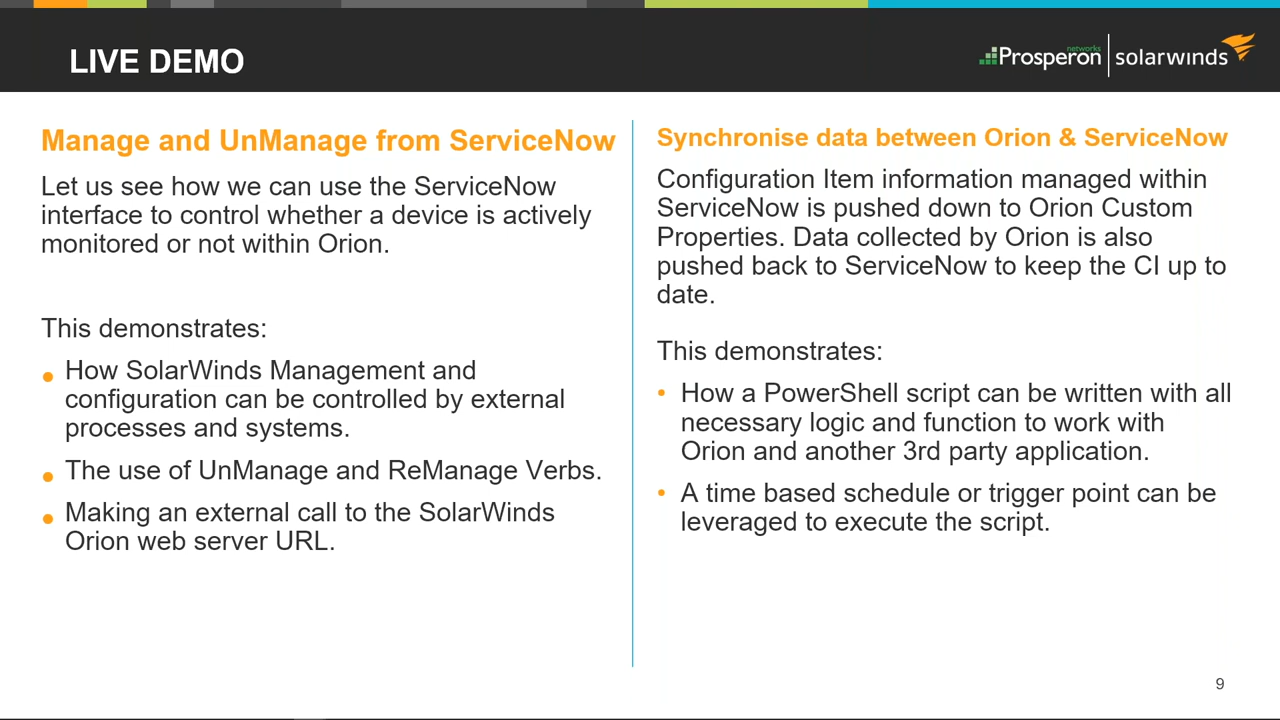 LIVE DEMO
networks
Prosperon
solarwinds
Manage and UnManage from ServiceNow
Let us see how we can use the ServiceNow
interface to control whether a device is actively
monitored or not within Orion.
This demonstrates:
How SolarWinds Management and
configuration can be controlled by external
processes and systems.
The use of UnManage and ReManage Verbs.
Making an external call to the SolarWinds
Orion web server URL.
Synchronise data between Orion & ServiceNow
Configuration Item information managed within
ServiceNow is pushed down to Orion Custom
Properties. Data collected by Orion is also
pushed back to ServiceNow to keep the CI up to
date.
This demonstrates:
• How a PowerShell script can be written with all
necessary logic and function to work with
Orion and another 3rd party application.
• A time based schedule or trigger point can be
leveraged to execute the script.
9